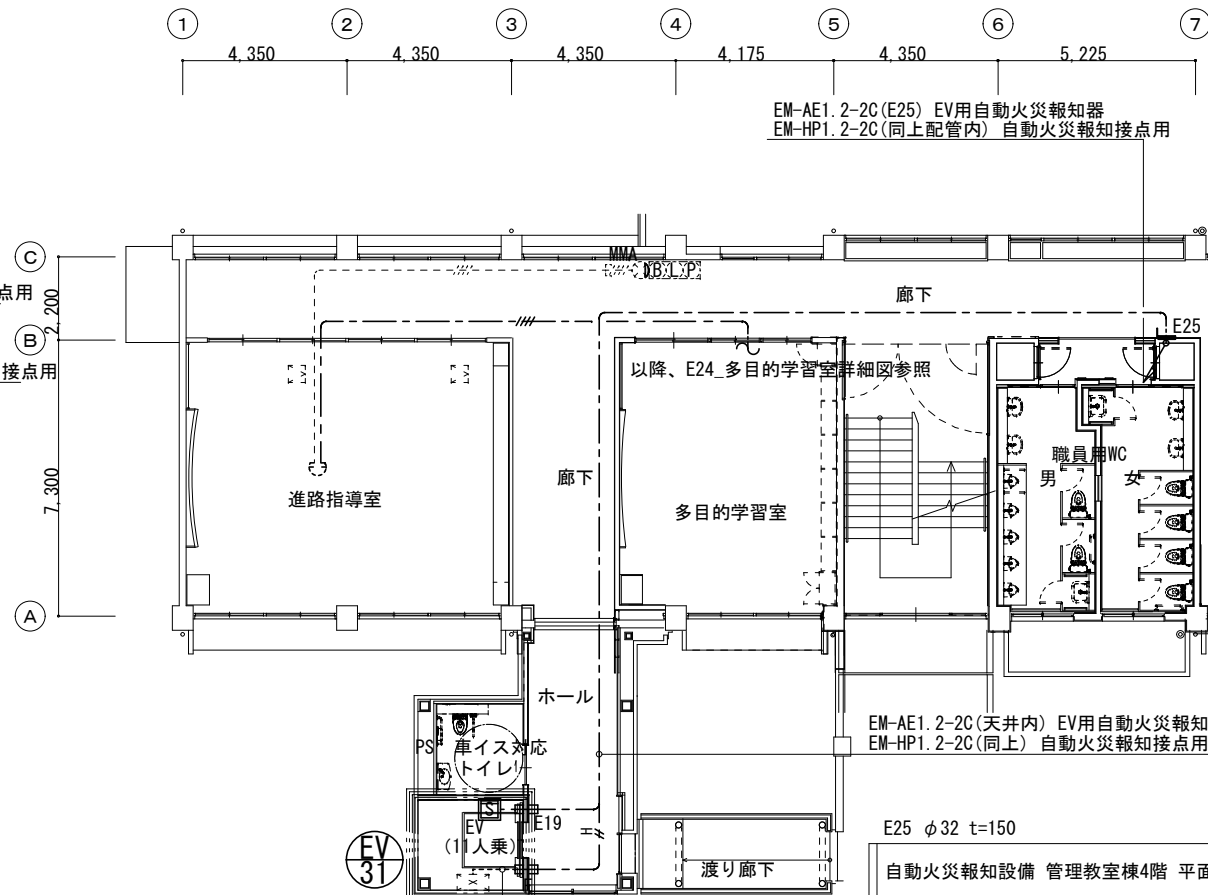 1 2 3 4 5 6 7
4,350 4,350 4,350 4,175 4,350 5,225
EM-AE1.2-2C(E25) EV用自動火災報知器
EM-HP1.2-2C(同上配管内) 自動火災報知接点用
C
点用
2,200
廊下
B
E25
接点用
以降、E24_多目的学習室詳細図参照
7,300
職員用WC
男 女
進路指導室
廊下
多目的学習室
A
ホール
EM-AE1.2-2C(天井内) EV用自動火災報知
EM-HP1.2-2C(同上) 自動火災報知接点用
PS
車イス対応
トイレ
S
E19
H
EV
(11人乗)
EV
31
渡り廊下
E25 φ32 t=150
自動火災報知設備 管理教室棟4階 平面